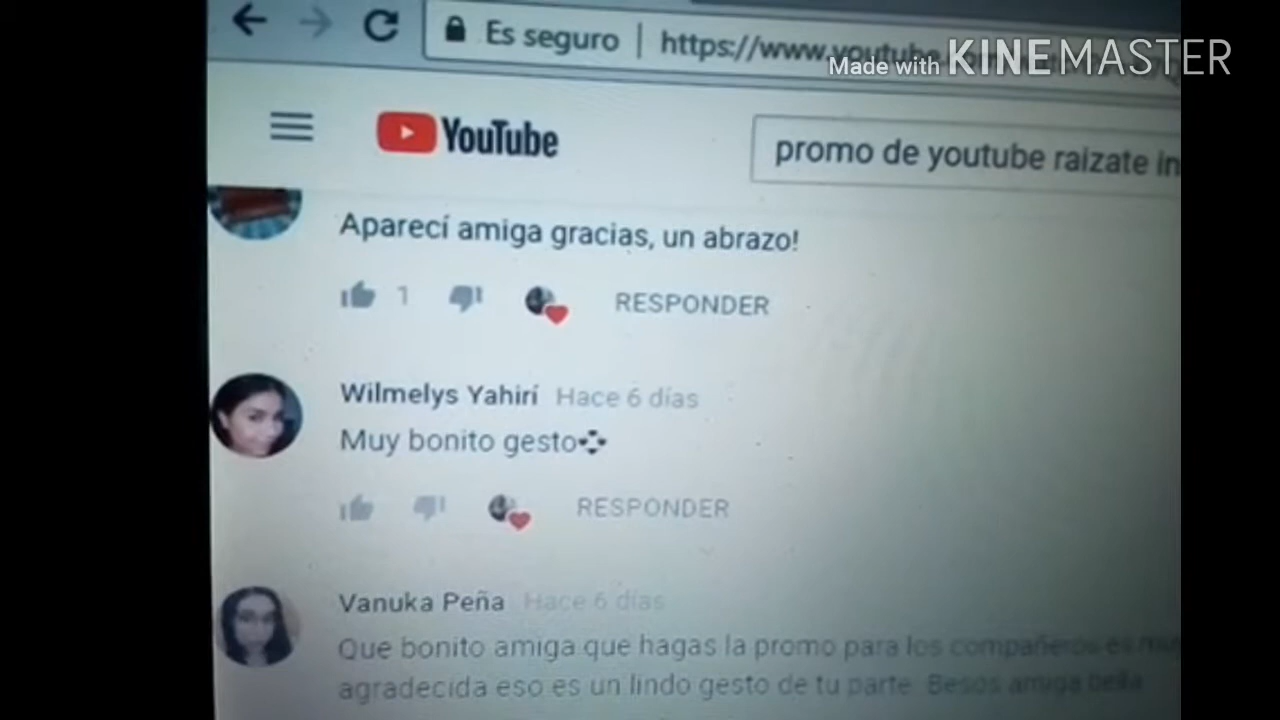 Es seguro | https://www.youtube.
Made with KINEMASTER
YouTube
promo de youtube raizate in
Aparecí amiga gracias, un abrazo!
1
RESPONDER
Wilmelys Yahirí Hace 6 días
Muy bonito gesto
RESPONDER
Vanuka Peña Hace 6 días
Que bonito amiga que hagas la promo para los compañeros es
agradecida eso es un lindo gesto de tu parte. Besos amiga bella